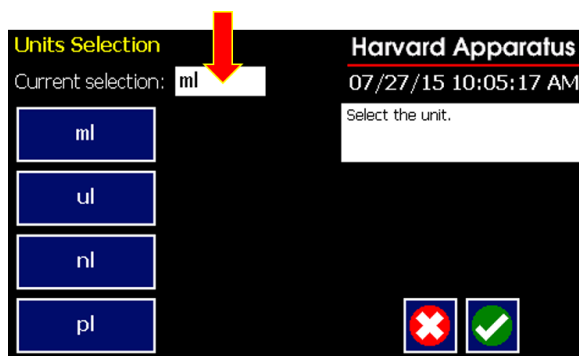 Units Selection
Harvard Apparatus
Current selection: ml
07/27/15 10:05:17 AM
Select the unit.
ml
ul
nl
pl